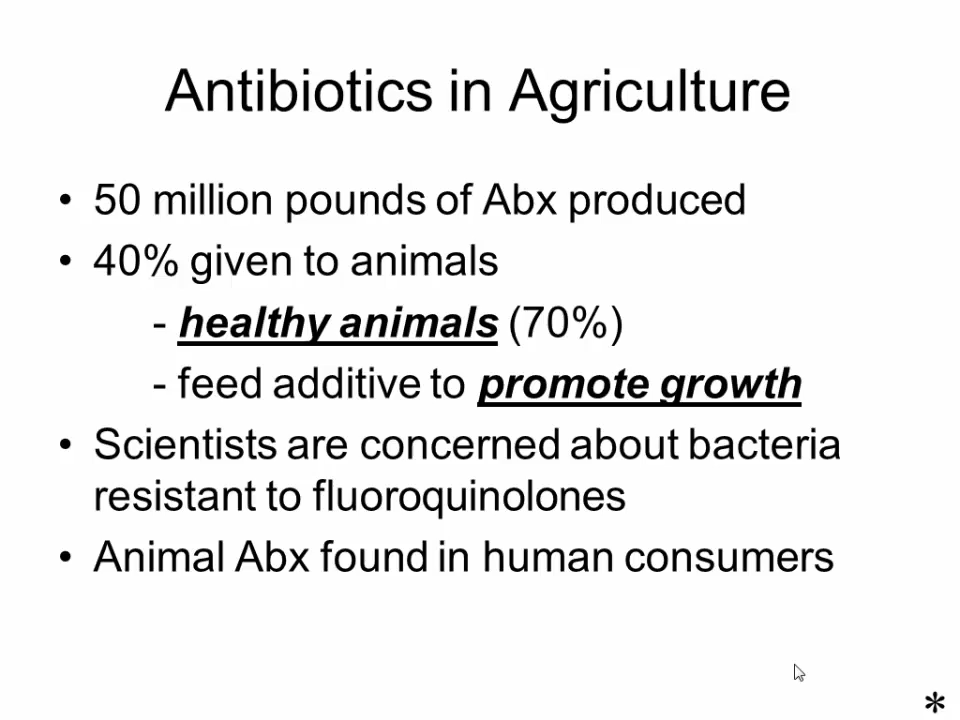 Antibiotics in Agriculture
• 50 million pounds of Abx produced
• 40% given to animals
- healthy animals (70%)
- feed additive to promote growth
• Scientists are concerned about bacteria
resistant to fluoroquinolones
• Animal Abx found in human consumers
*